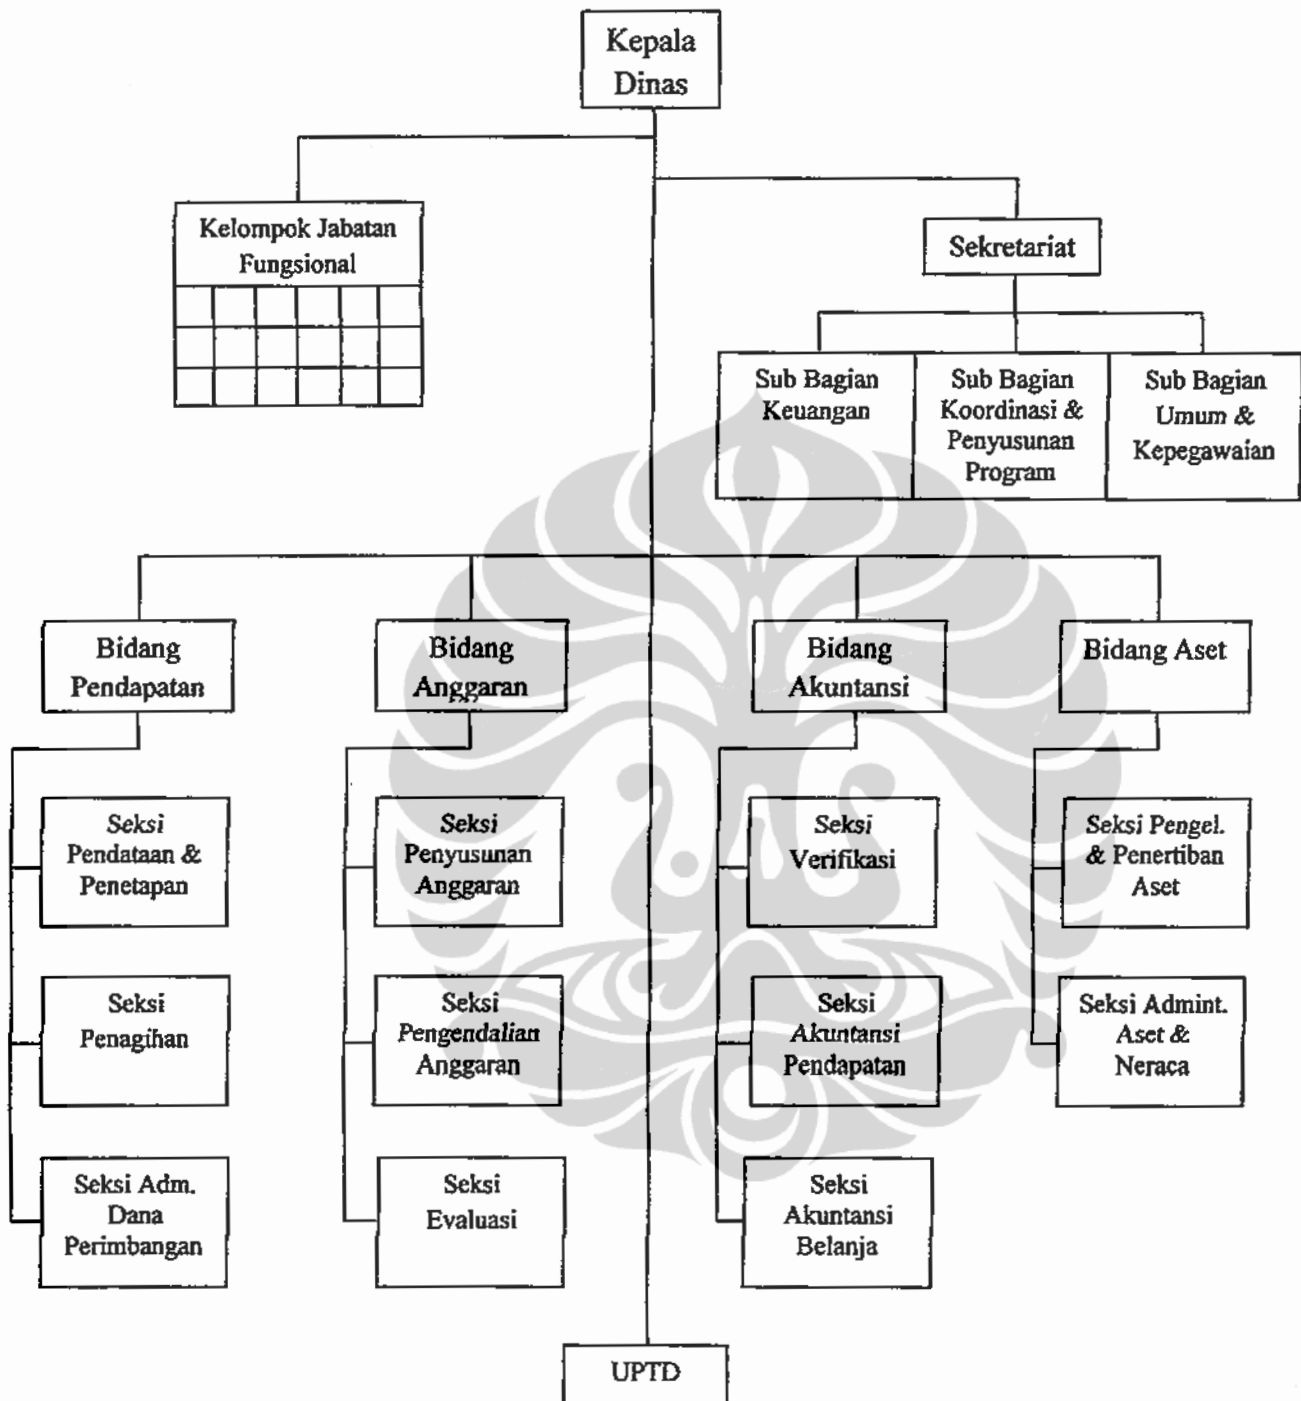 Kepala
Dinas
Kelompok Jabatan
Fungsional
Sekretariat
Sub Bagian
Keuangan
Sub Bagian
Koordinasi &
Penyusunan
Program
Sub Bagian
Umum &
Kepegawaian
Bidang
Pendapatan
Bidang
Anggaran
Bidang
Akuntansi
Bidang Aset
Seksi
Pendataan &
Penetapan
Seksi
Penyusunan
Anggaran
Seksi
Verifikasi
Seksi Pengel.
& Penertiban
Aset
Seksi
Penagihan
Seksi
Pengendalian
Anggaran
Seksi
Akuntansi
Pendapatan
Seksi Admint.
Aset &
Neraca
Seksi Adm.
Dana
Perimbangan
Seksi
Evaluasi
Seksi
Akuntansi
Belanja
UPTD